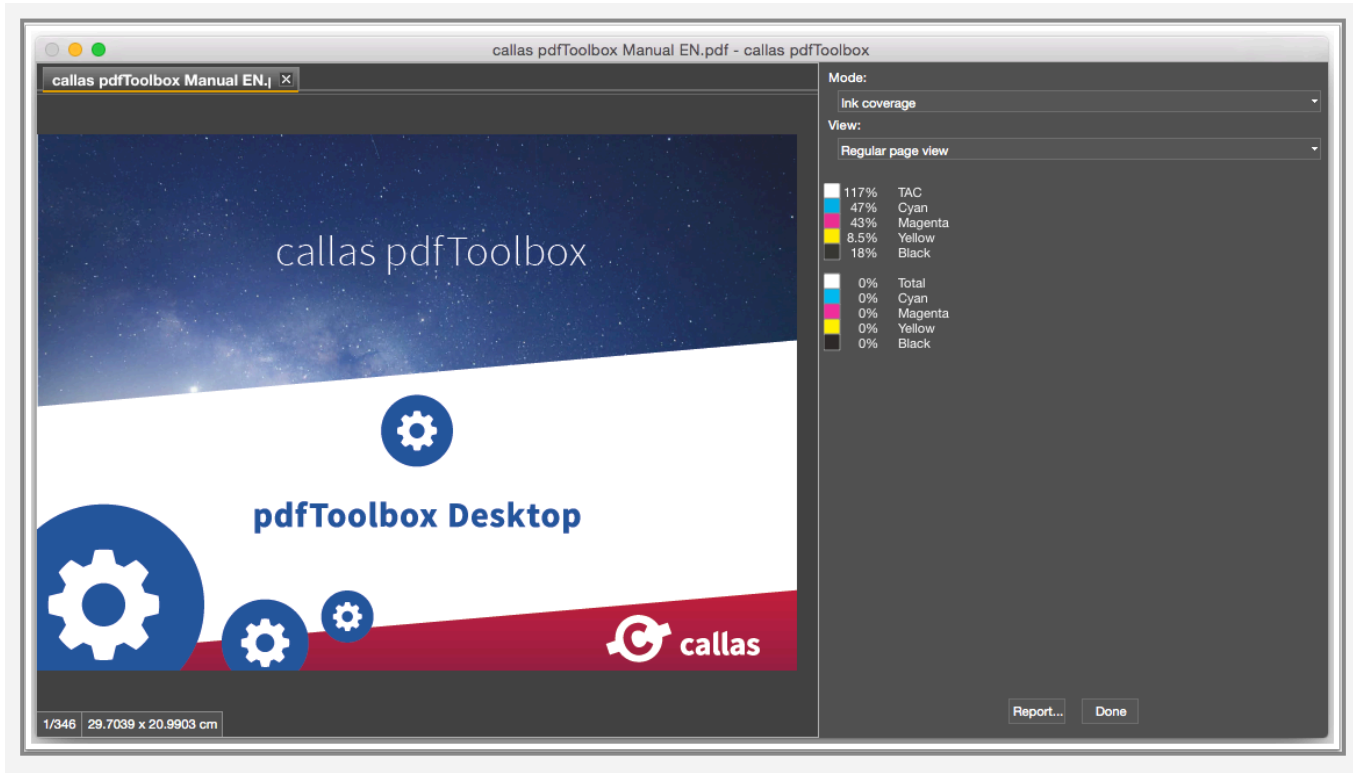 callas pdfToolbox Manual EN.pdf - callas pdfToolbox
callas pdfToolbox Manual EN.p
callas pdfToolbox
pdfToolbox Desktop
callas
1/346 29.7039 x 20.9903 cm
Mode:
Ink coverage
View:
Regular page view
117% TAC
47% Cyan
43% Magenta
8.5% Yellow
18% Black
0% Total
0% Cyan
0% Magenta
0% Yellow
0% Black
Report... Done